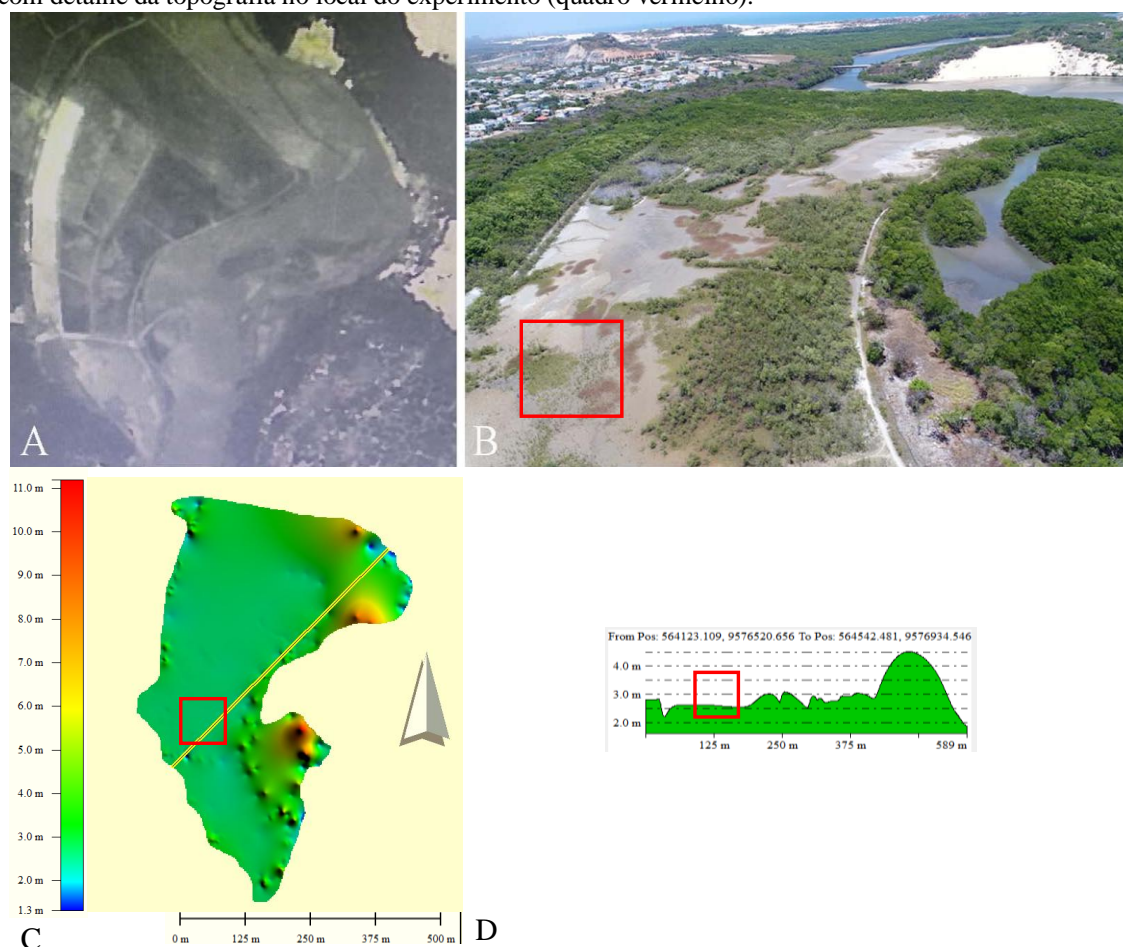 com detalhe da topografia no local do experimento (quadro vermelho).
A
B
11.0 m
10.0 m
9.0 m
8.0 m
7.0 m
6.0 m
5.0 m
4.0 m
3.0 m
2.0 m
1.3 m
C
0 m 125 m 250 m 375 m 500 m
From Pos: 564123.109, 9576520.656 To Pos: 564542.481, 9576934.546
4.0 m
3.0 m
2.0 m
125 m 250 m 375 m 589 m
D